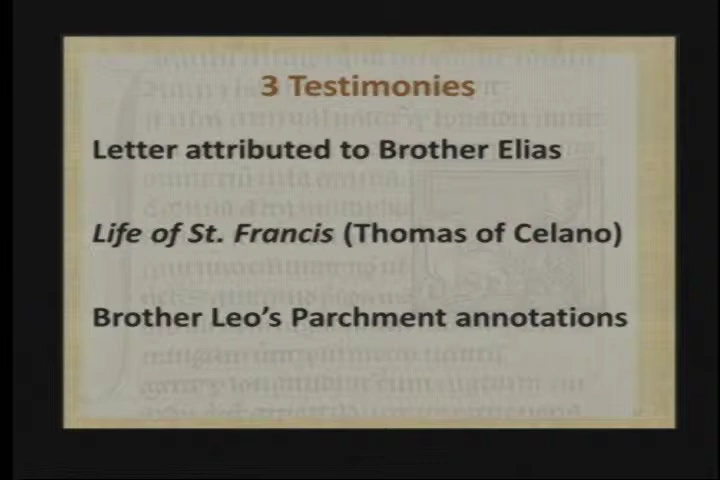 3 Testimonies
Letter attributed to Brother Elias
Life of St. Francis (Thomas of Celano)
Brother Leo's Parchment annotations